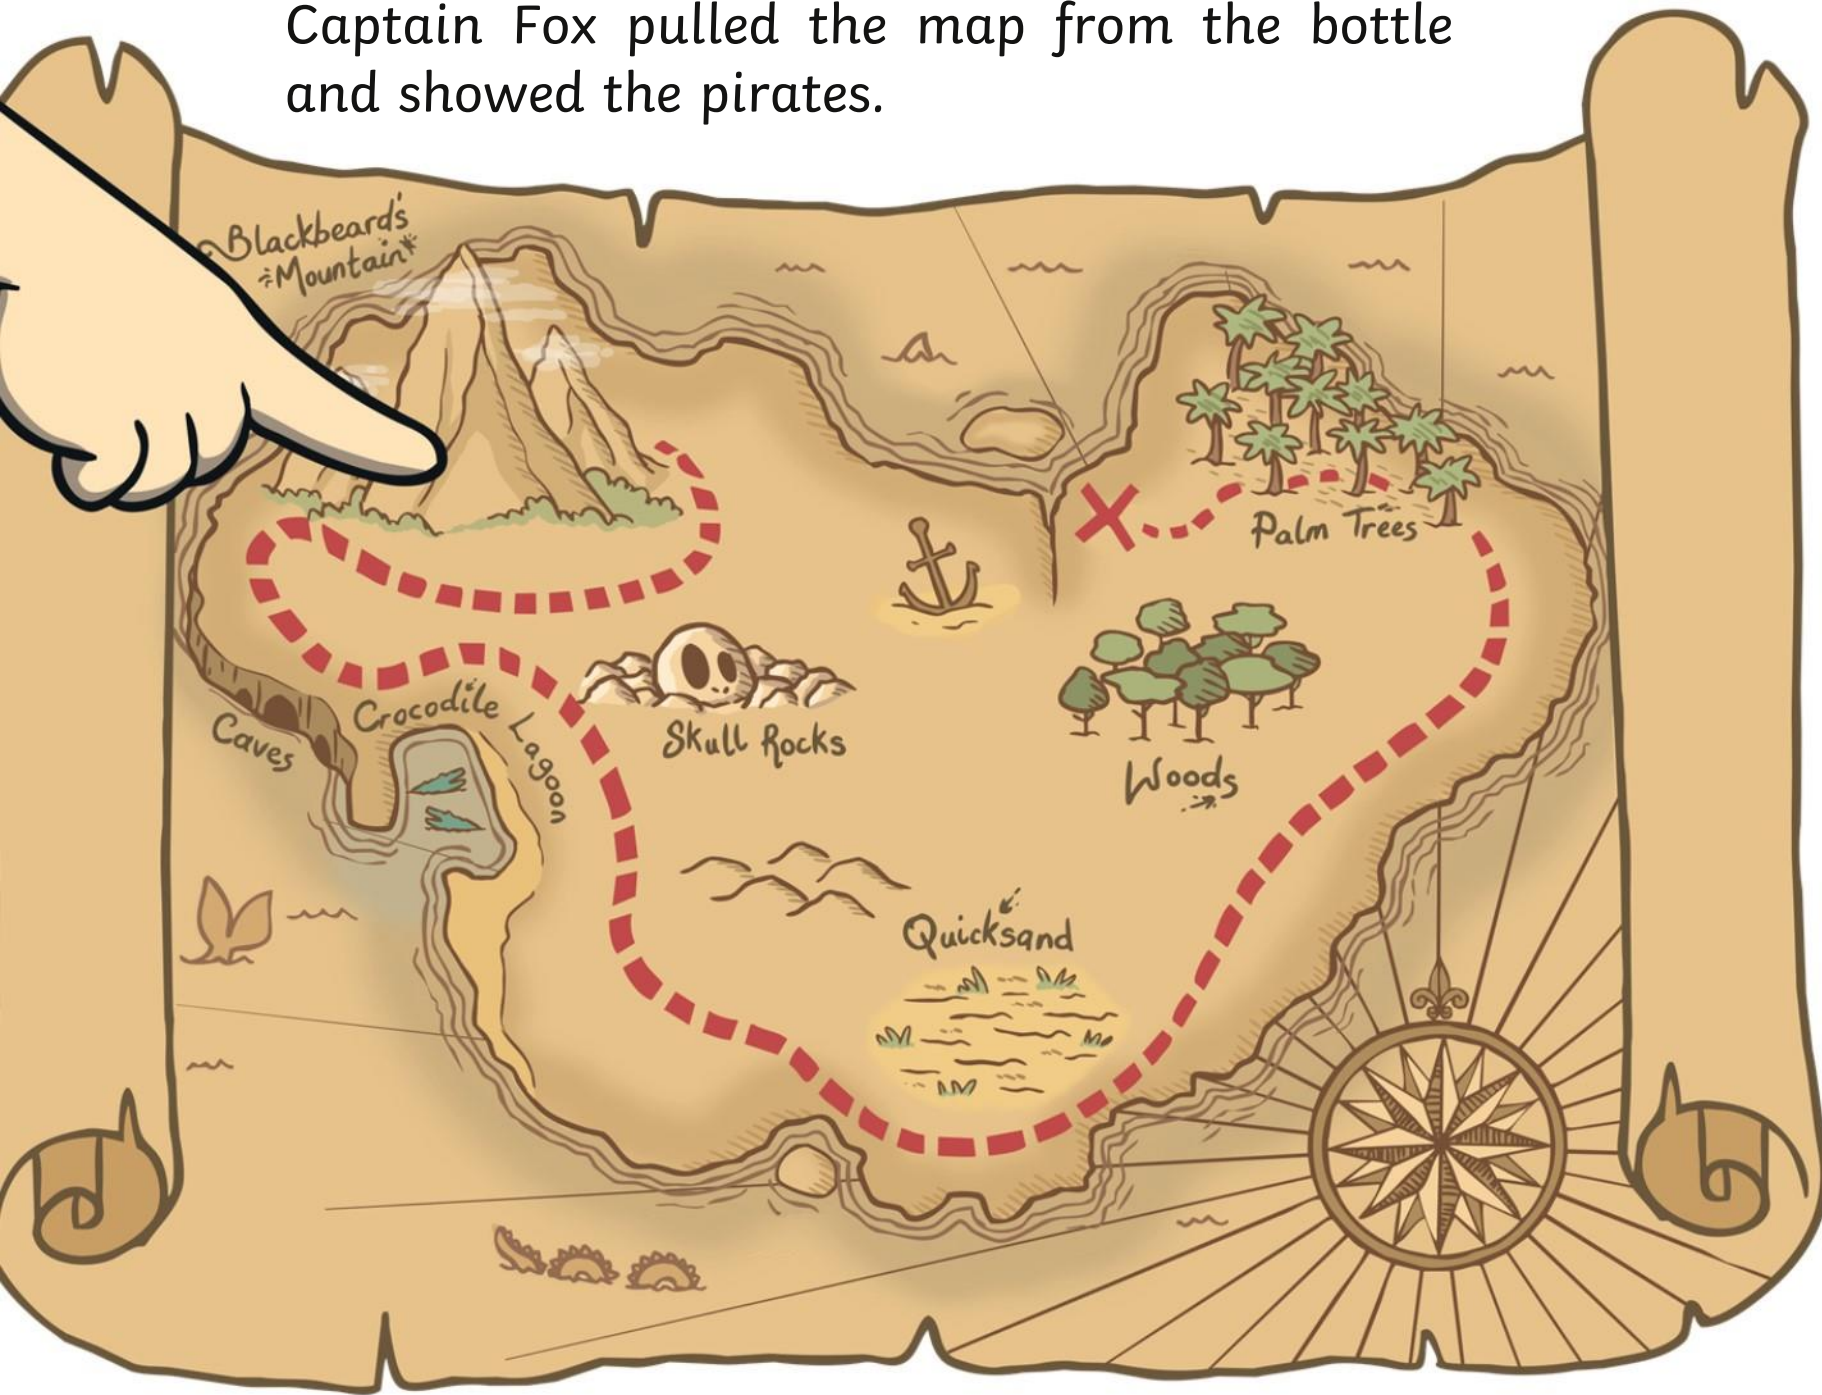 Captain Fox pulled the map from the bottle
and showed the pirates.
Blackbeard's
Mountain
Palm Trees
Skull Rocks
Crocodile Lagoon
Caves
Woods
Quicksand